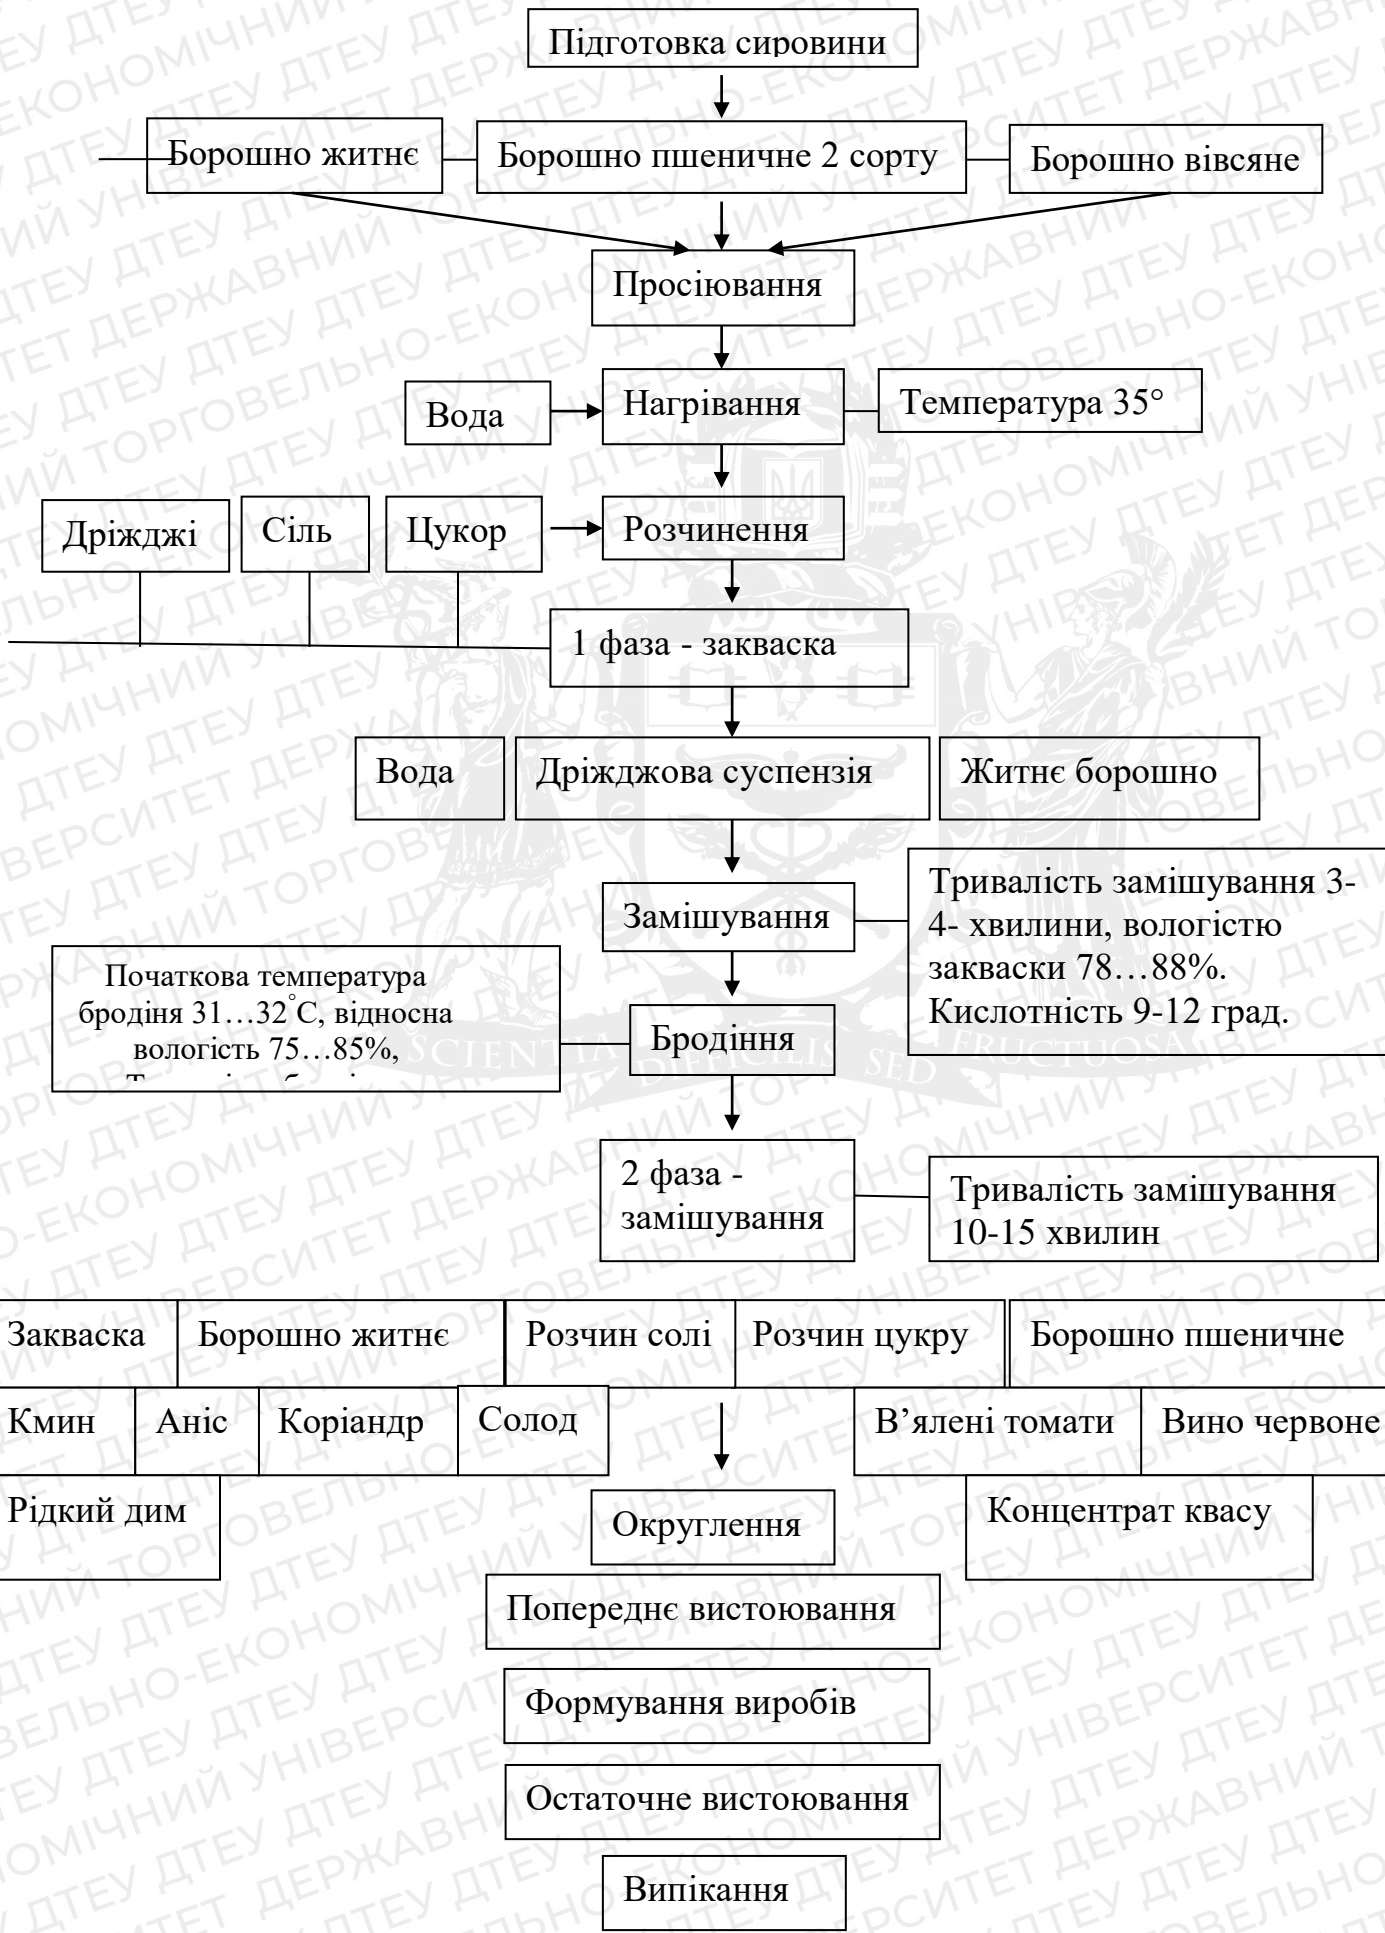 Підготовка сировини
Борошно житнє
Борошно пшеничне 2 сорту
Борошно вівсяне
Просіювання
Вода
Нагрівання
Температура 35°
Дріжджі
Сіль
Цукор
Розчинення
1 фаза - закваска
Вода
Дріжджова суспензія
Житнє борошно
Замішування
Тривалість замішування 3-
4- хвилини, вологістю
закваски 78…88%.
Кислотність 9-12 град.
Початкова температура
бродіня 31…32°С, відносна
вологість 75…85%,
Бродіння
2 фаза -
замішування
Тривалість замішування
10-15 хвилин
Закваска
Борошно житнє
Розчин солі
Розчин цукру
Борошно пшеничне
Кмин
Аніс
Коріандр
Солод
В’ялені томати
Вино червоне
Рідкий дим
Округлення
Концентрат квасу
Попереднє вистоювання
Формування виробів
Остаточне вистоювання
Випікання
SCIENTIA DIFFICILIS SED FRUCTUOSA